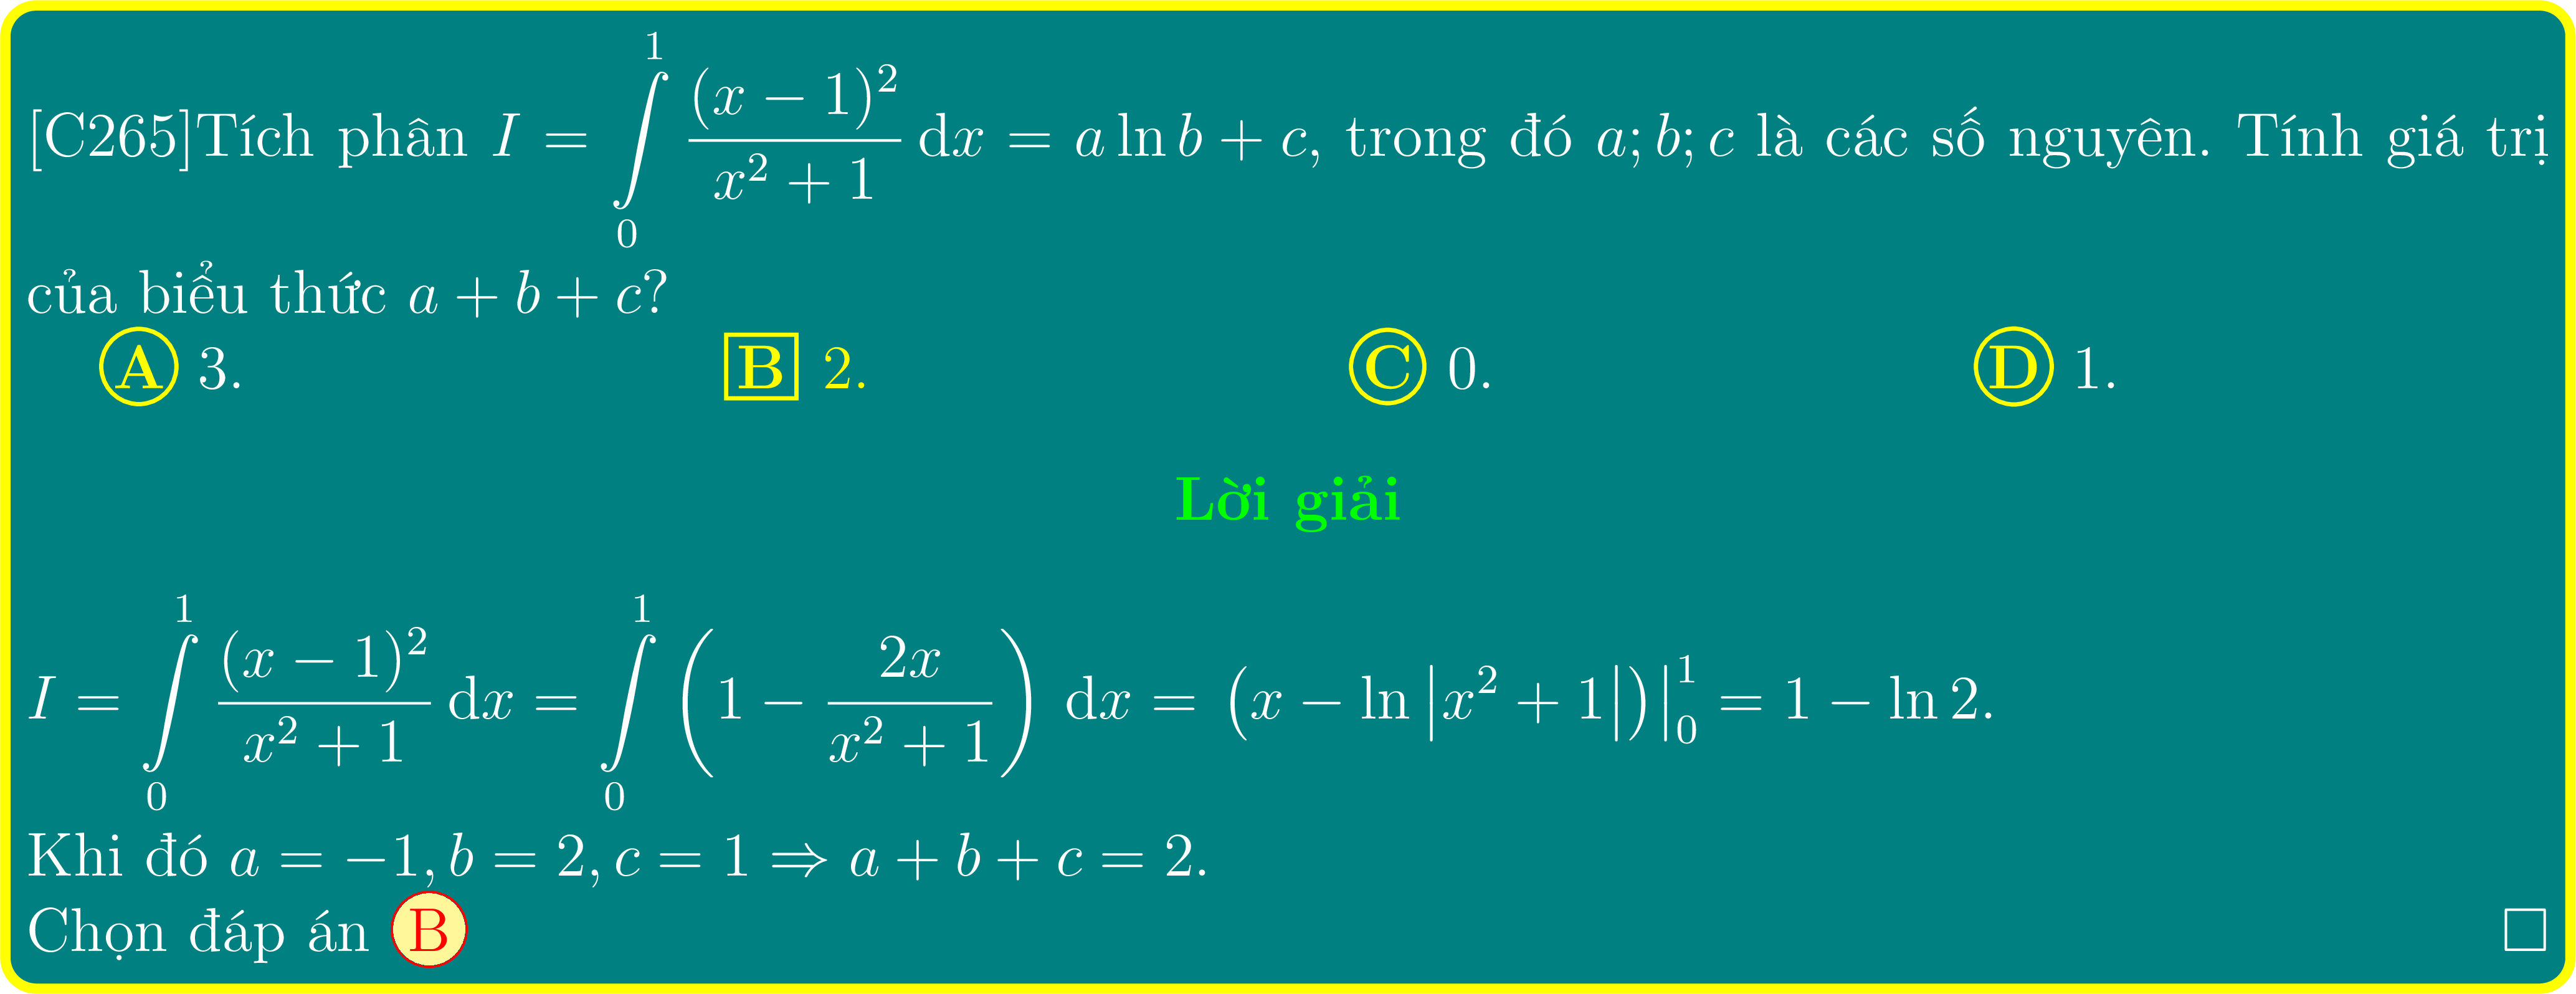 [C265]Tích phân $I = \int\limits_0^1 \frac{(x-1)^2}{x^2+1}\,\mathrm{d}x = a\ln b + c$, trong đó $a; b; c$ là các số nguyên. Tính giá trị
của biểu thức $a + b + c$?
A 3. B 2. C 0. D 1.
Lời giải
$I = \int\limits_0^1 \frac{(x-1)^2}{x^2+1}\,\mathrm{d}x = \int\limits_0^1 \left(1 - \frac{2x}{x^2+1}\right)\,\mathrm{d}x = \left(x - \ln\left|x^2+1\right|\right)\Big|_0^1 = 1 - \ln 2.$
Khi đó $a = -1, b = 2, c = 1 \Rightarrow a + b + c = 2.$
Chọn đáp án B □